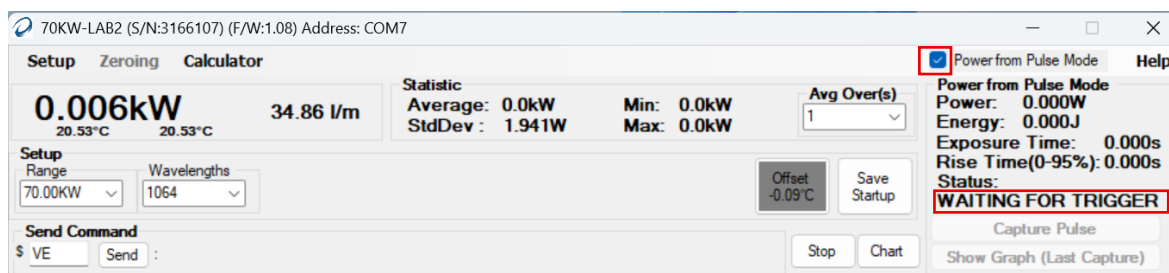 70KW-LAB2 (S/N:3166107) (F/W:1.08) Address: COM7
Setup Zeroing Calculator Power from Pulse Mode Help
0.006kW 34.86 l/m
20.53°C 20.53°C
Statistic
Average: 0.0kW Min: 0.0kW
StdDev : 1.941W Max: 0.0kW
Avg Over(s)
1
Setup
Range Wavelengths
70.00KW 1064
Offset
-0.09°C
Save
Startup
Send Command
$ VE Send :
Stop Chart
Power from Pulse Mode
Power: 0.000W
Energy: 0.000J
Exposure Time: 0.000s
Rise Time(0-95%): 0.000s
Status:
WAITING FOR TRIGGER
Capture Pulse
Show Graph (Last Capture)